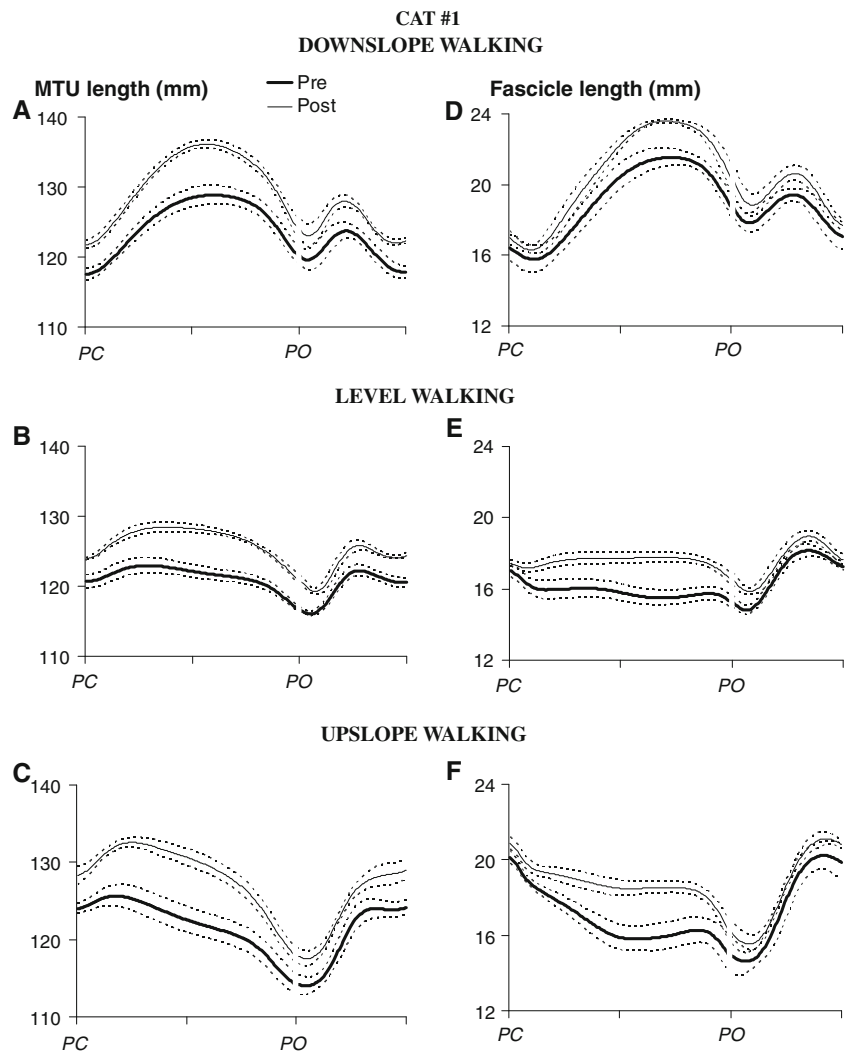 CAT #1
DOWNSLOPE WALKING
MTU length (mm)
Pre
Post
Fascicle length (mm)
A
140
130
120
110
PC
PO
D
24
20
16
12
PC
PO
LEVEL WALKING
B
140
130
120
110
PC
PO
E
24
20
16
12
PC
PO
UPSLOPE WALKING
C
140
130
120
110
PC
PO
F
24
20
16
12
PC
PO